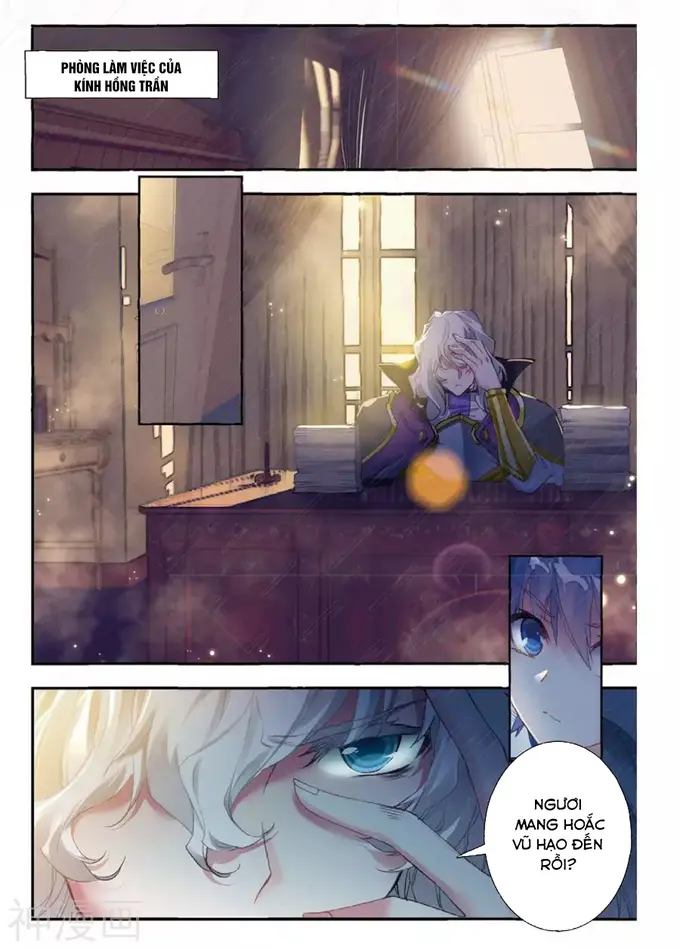 PHÒNG LÀM VIỆC CỦA
KÍNH HỒNG TRẦN
NGƯƠI
MANG HOẮC
VŨ HẠO ĐẾN
RỒI?
神漫画